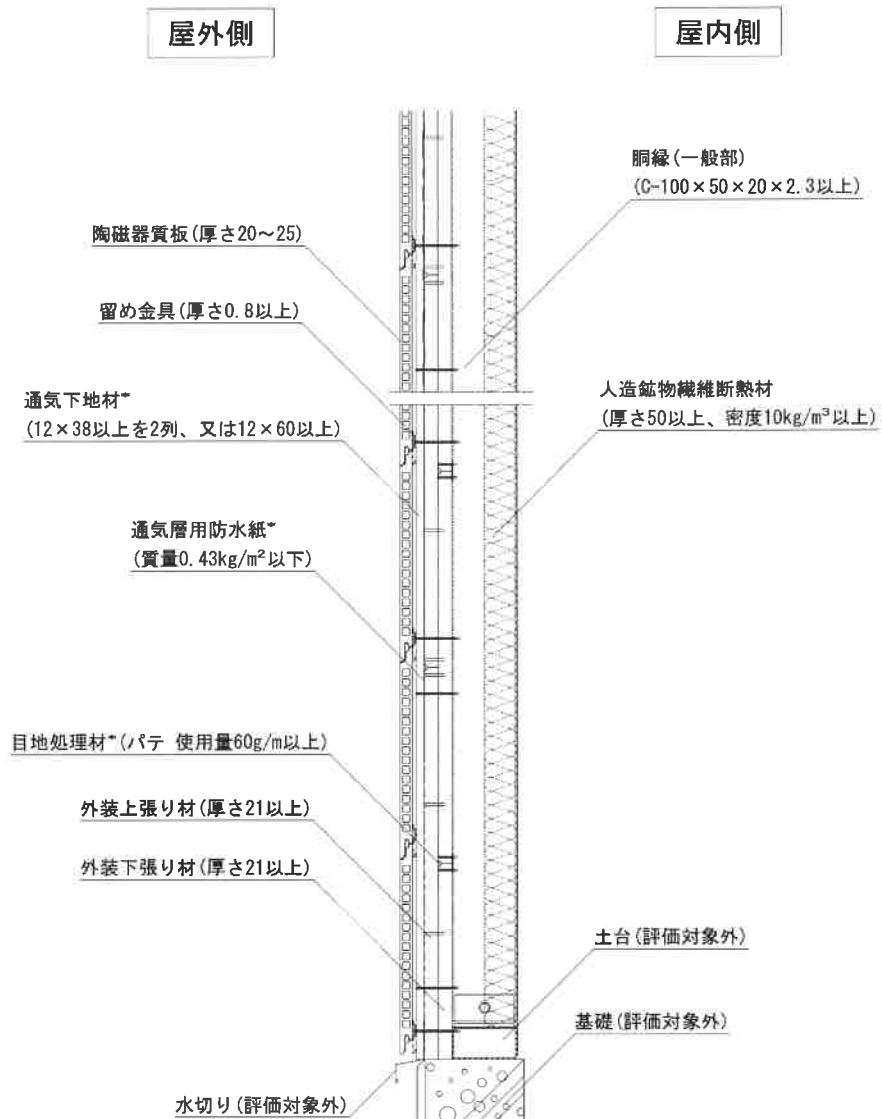 屋外側
屋内側
胴縁(一般部)
(C-100×50×20×2.3以上)
陶磁器質板(厚さ20~25)
留め金具(厚さ0.8以上)
通気下地材*
(12×38以上を2列、又は12×60以上)
人造鉱物繊維断熱材
(厚さ50以上、密度10kg/m³以上)
通気層用防水紙*
(質量0.43kg/m²以下)
目地処理材*(パテ 使用量60g/m以上)
外装上張り材(厚さ21以上)
外装下張り材(厚さ21以上)
土台(評価対象外)
基礎(評価対象外)
水切り(評価対象外)